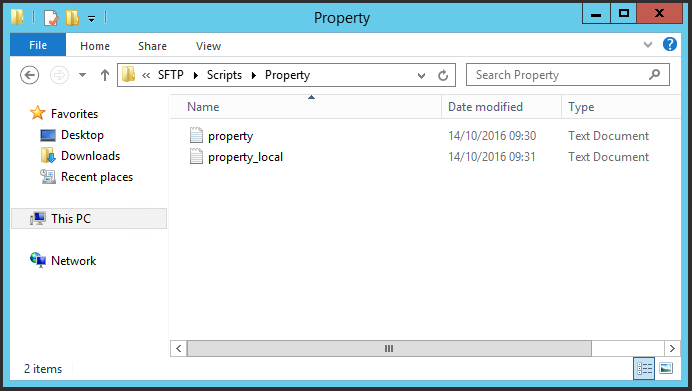 Property
File Home Share View
« SFTP Scripts Property Search Property
Name Date modified Type
Favorites
Desktop property 14/10/2016 09:30 Text Document
Downloads property_local 14/10/2016 09:31 Text Document
Recent places
This PC
Network
2 items